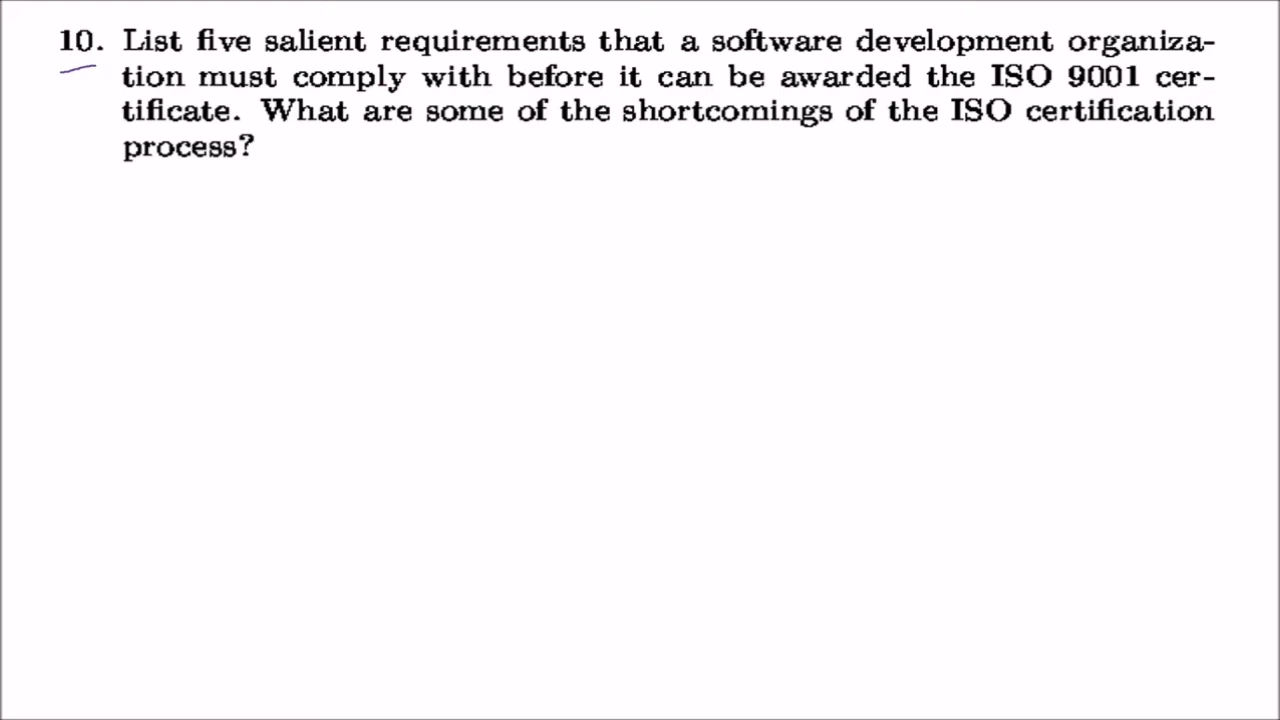 10. List five salient requirements that a software development organiza-
tion must comply with before it can be awarded the ISO 9001 cer-
tificate. What are some of the shortcomings of the ISO certification
process?